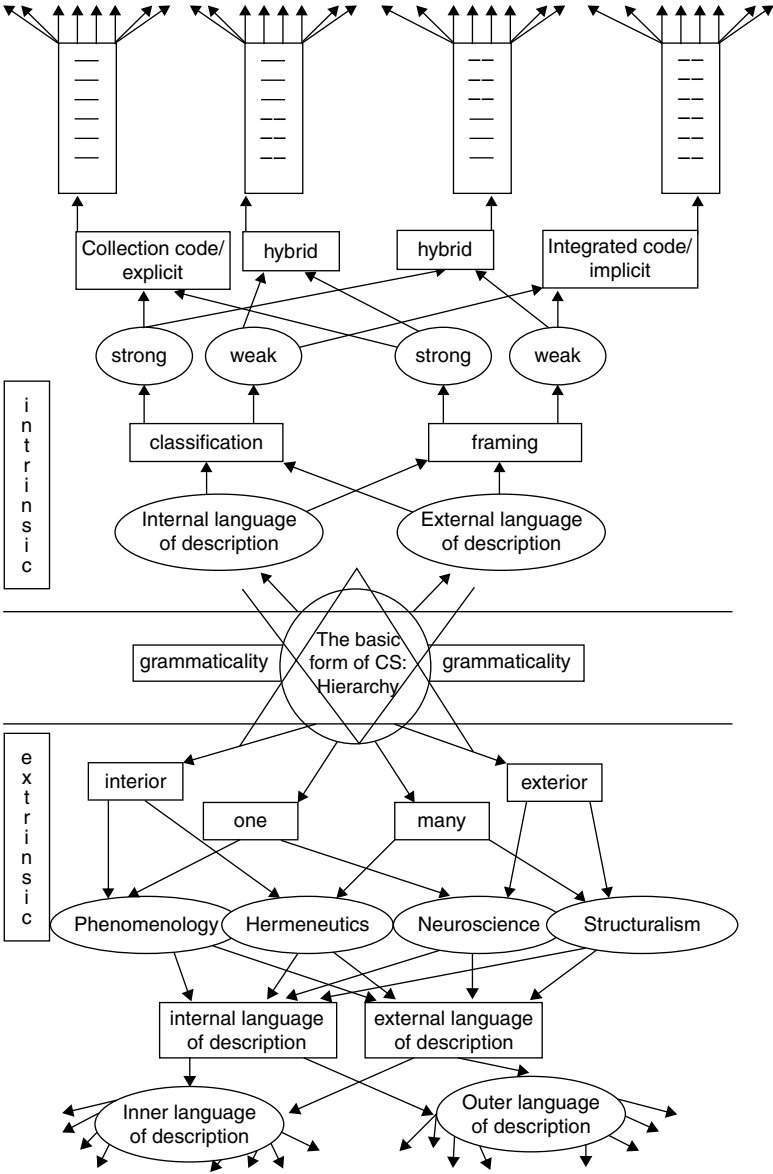 Collection code/
explicit
hybrid
hybrid
Integrated code/
implicit
strong
weak
strong
weak
intrinsic
classification
framing
Internal language
of description
External language
of description
grammaticality
The basic
form of CS:
Hierarchy
grammaticality
extrinsic
interior
exterior
one
many
Phenomenology
Hermeneutics
Neuroscience
Structuralism
internal language
of description
external language
of description
Inner language
of description
Outer language
of description